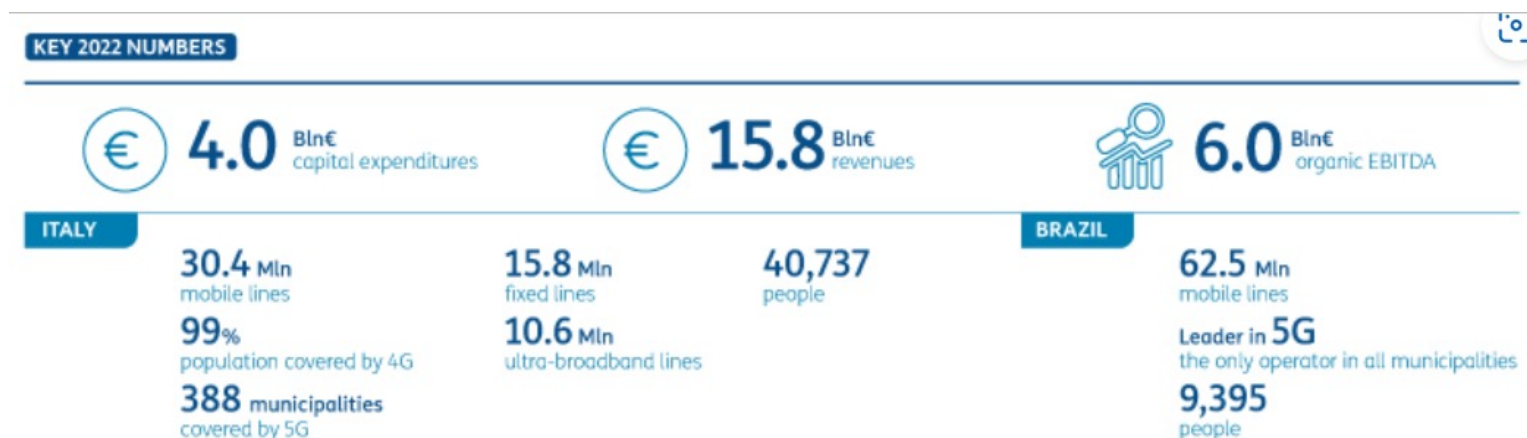 KEY 2022 NUMBERS
€ 4.0 Bln€ capital expenditures
€ 15.8 Bln€ revenues
6.0 Bln€ organic EBITDA
ITALY
30.4 Mln
mobile lines
99%
population covered by 4G
388 municipalities
covered by 5G
15.8 Mln
fixed lines
10.6 Mln
ultra-broadband lines
40,737
people
BRAZIL
62.5 Mln
mobile lines
Leader in 5G
the only operator in all municipalities
9,395
people